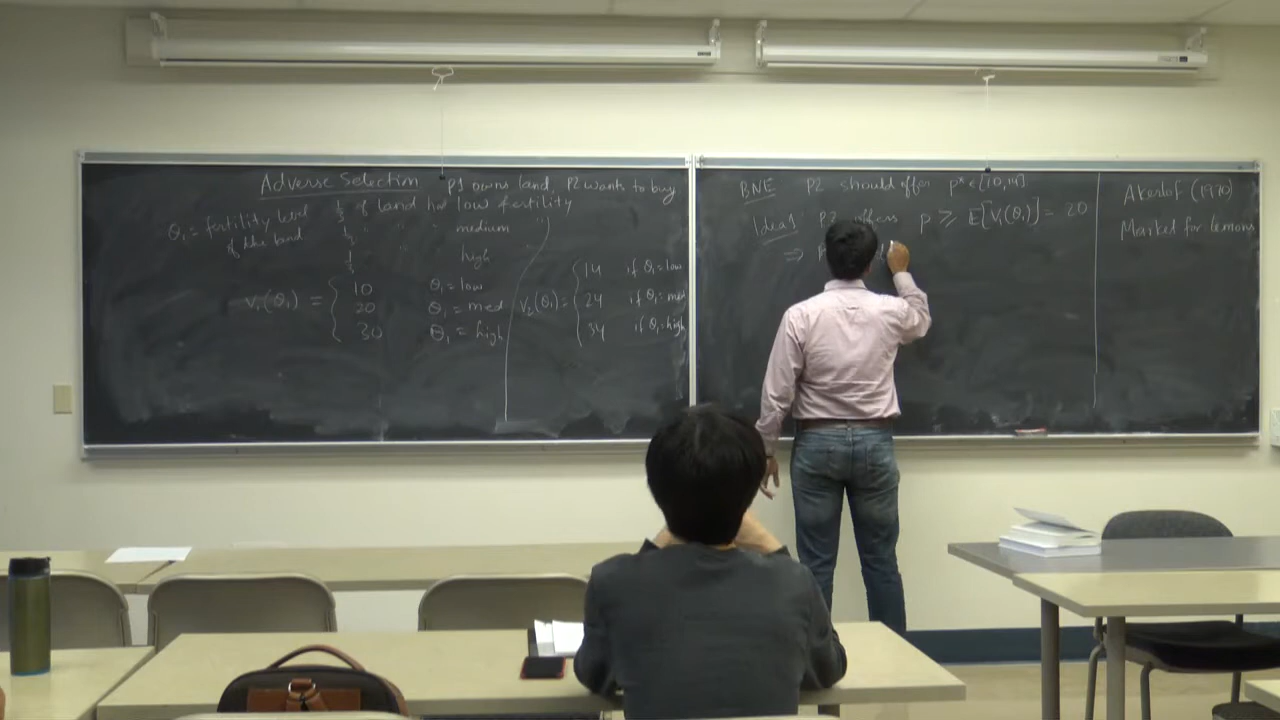 Adverse Selection P1 owns land, P2 wants to buy
θ₁ = fertility level of the land
1/3 of land had low fertility
1/3 " " medium "
1/3 " high "
V₁(θ₁) = { 10 θ₁ = low
20 θ₁ = med
30 θ₁ = high
V₂(θ₁) = { 14 if θ₁ = low
24 if θ₁ = med
34 if θ₁ = high
BNE P2 should offer p* ∈ [10,14]
Idea: P2 offers p ≥ E[V₁(θ₁)] = 20
⇒
Akerlof (1970)
Market for lemons